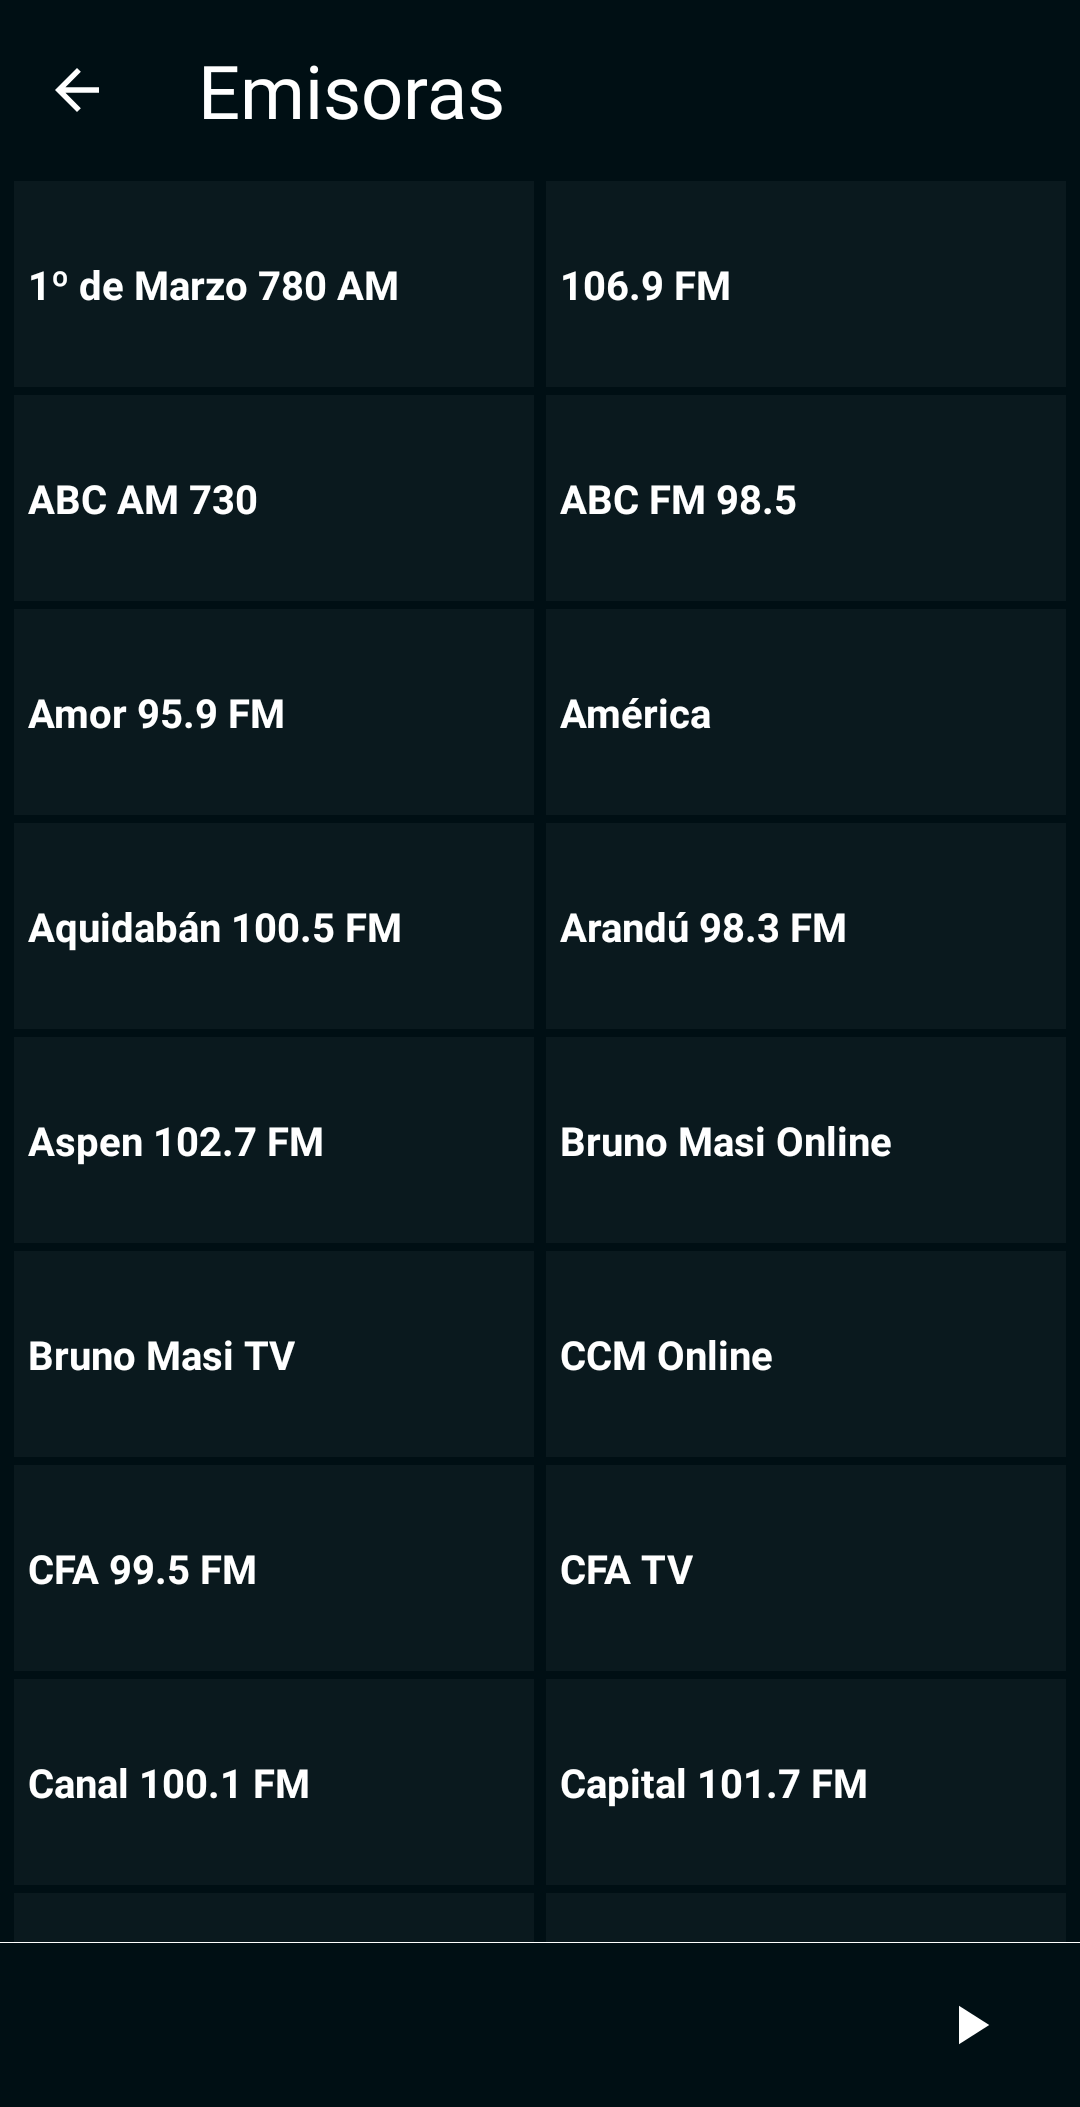 Emisoras
1º de Marzo 780 AM
106.9 FM
ABC AM 730
ABC FM 98.5
Amor 95.9 FM
América
Aquidabán 100.5 FM
Arandú 98.3 FM
Aspen 102.7 FM
Bruno Masi Online
Bruno Masi TV
CCM Online
CFA 99.5 FM
CFA TV
Canal 100.1 FM
Capital 101.7 FM